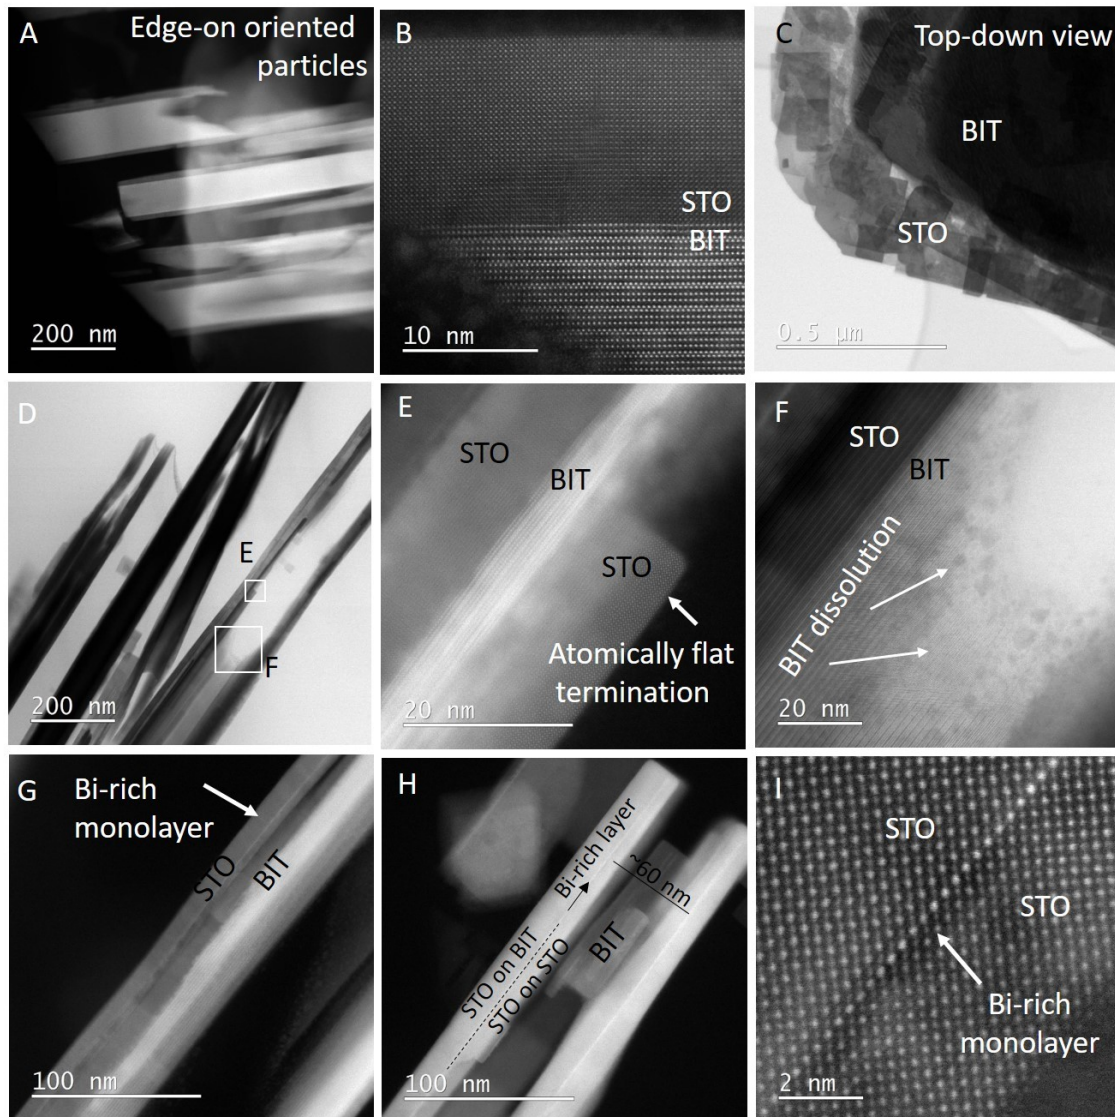 A
Edge-on oriented
particles
200 nm
B
STO
BIT
10 nm
C
Top-down view
BIT
STO
0.5 µm
D
E
F
200 nm
E
STO
BIT
STO
Atomically flat
termination
20 nm
F
STO
BIT
BIT dissolution
20 nm
G
Bi-rich
monolayer
STO
BIT
100 nm
H
Bi-rich layer
~60 nm
STO on BIT
STO on STO
BIT
100 nm
I
STO
STO
Bi-rich
monolayer
2 nm